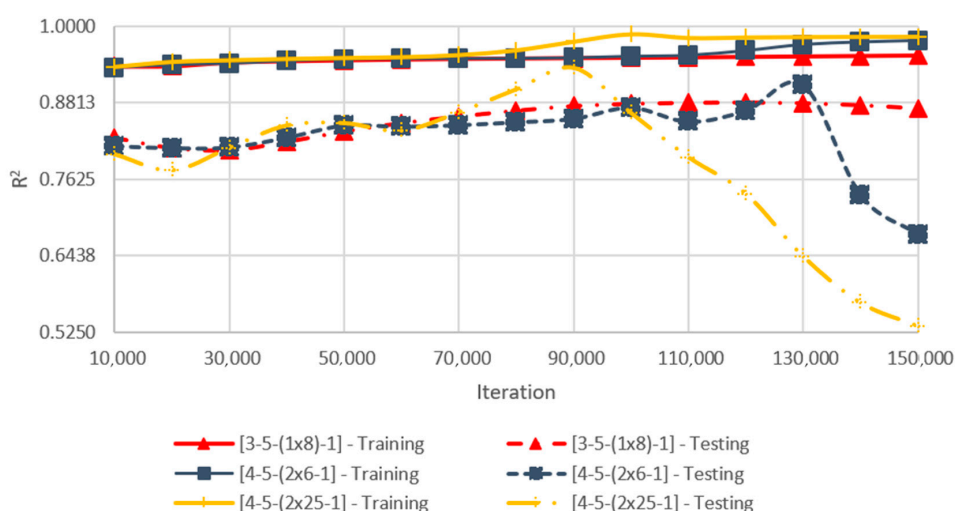 1.0000
0.8813
0.7625
0.6438
0.5250
R²
10,000 30,000 50,000 70,000 90,000 110,000 130,000 150,000
Iteration
[3-5-(1x8)-1] - Training [3-5-(1x8)-1] - Testing
[4-5-(2x6-1] - Training [4-5-(2x6-1] - Testing
[4-5-(2x25-1] - Training [4-5-(2x25-1] - Testing